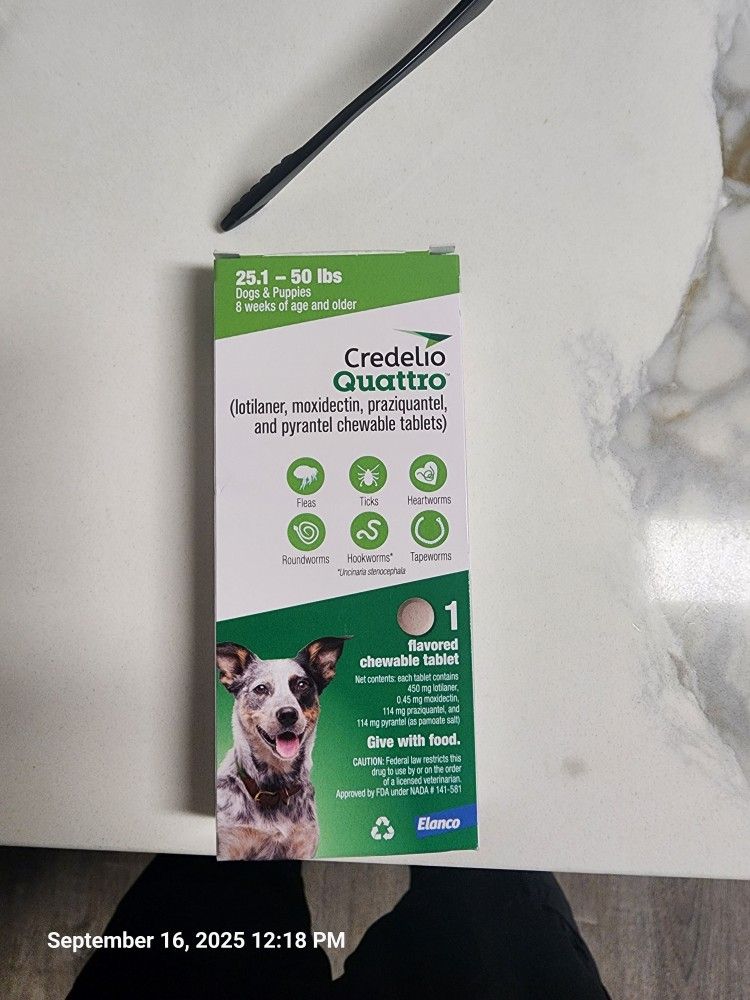 25.1 – 50 lbs
Dogs & Puppies
8 weeks of age and older
Credelio
Quattro™
(lotilaner, moxidectin, praziquantel,
and pyrantel chewable tablets)
Fleas Ticks Heartworms
Roundworms Hookworms* Tapeworms
*Uncinaria stenocephala
1
flavored
chewable tablet
Net contents: each tablet contains
450 mg lotilaner,
0.45 mg moxidectin,
114 mg praziquantel, and
114 mg pyrantel (as pamoate salt)
Give with food.
CAUTION: Federal law restricts this
drug to use by or on the order
of a licensed veterinarian.
Approved by FDA under NADA # 141-581
Elanco
September 16, 2025 12:18 PM